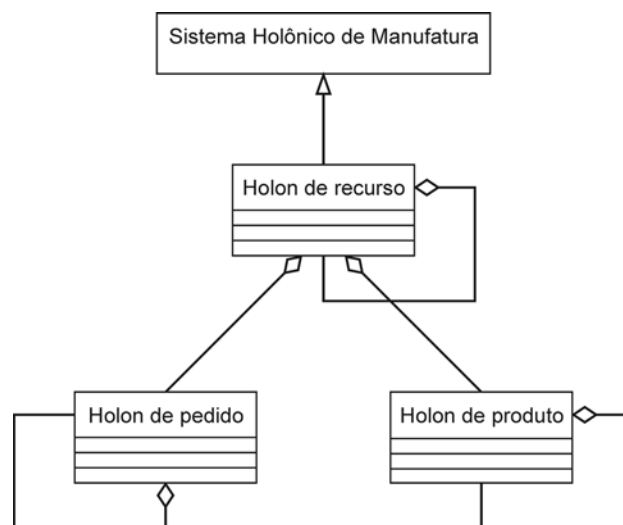 Sistema Holônico de Manufatura
Holon de recurso
Holon de pedido
Holon de produto